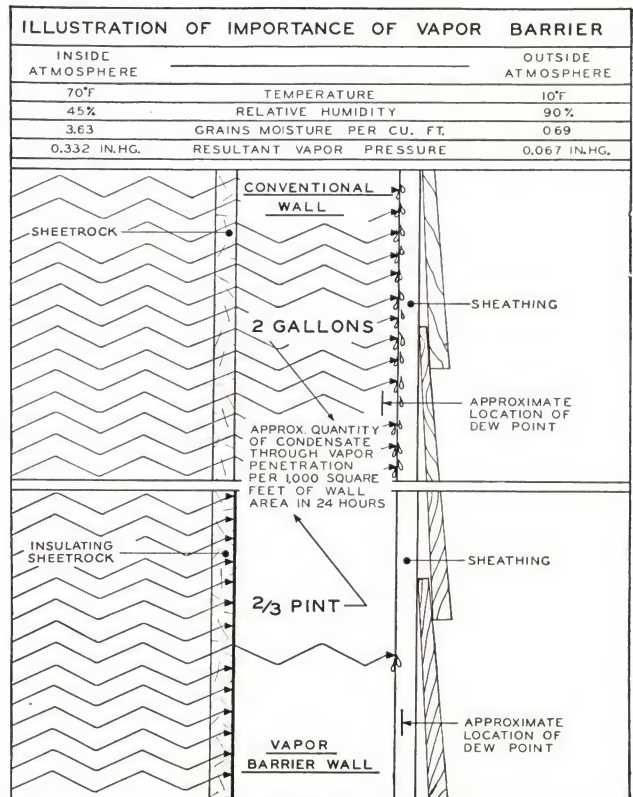 ILLUSTRATION OF IMPORTANCE OF VAPOR BARRIER
INSIDE
ATMOSPHERE
OUTSIDE
ATMOSPHERE
70°F TEMPERATURE 10°F
45% RELATIVE HUMIDITY 90%
3.63 GRAINS MOISTURE PER CU. FT. 0.69
0.332 IN.HG. RESULTANT VAPOR PRESSURE 0.067 IN.HG.
CONVENTIONAL
WALL
SHEETROCK
SHEATHING
2 GALLONS
APPROXIMATE
LOCATION OF
DEW POINT
APPROX. QUANTITY
OF CONDENSATE
THROUGH VAPOR
PENETRATION
PER 1,000 SQUARE
FEET OF WALL
AREA IN 24 HOURS
INSULATING
SHEETROCK
SHEATHING
2/3 PINT
APPROXIMATE
LOCATION OF
DEW POINT
VAPOR
BARRIER WALL